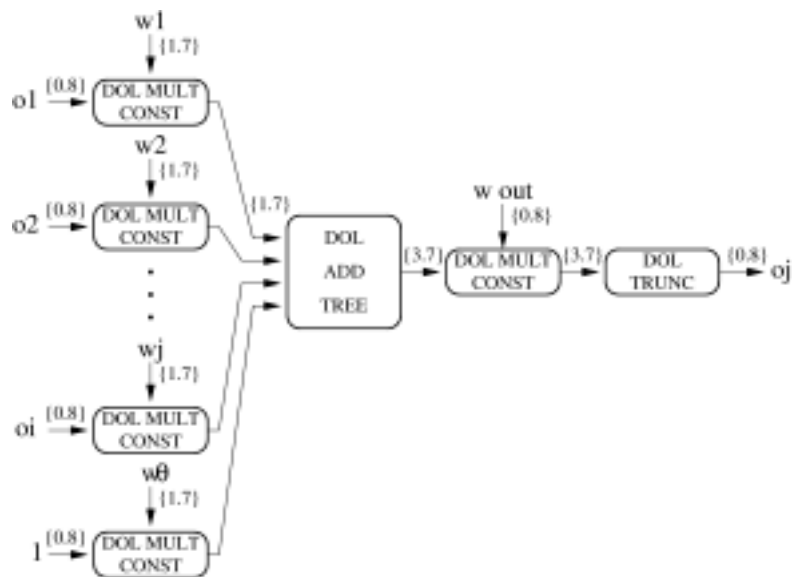 w1
{1.7}
{0.8}
o1
DOL MULT
CONST
w2
{1.7}
{0.8}
o2
DOL MULT
CONST
{1.7}
DOL
ADD
TREE
{3.7}
w out
{0.8}
DOL MULT
CONST
{3.7}
DOL
TRUNC
{0.8}
oj
wj
{1.7}
{0.8}
oi
DOL MULT
CONST
wθ
{1.7}
{0.8}
1
DOL MULT
CONST